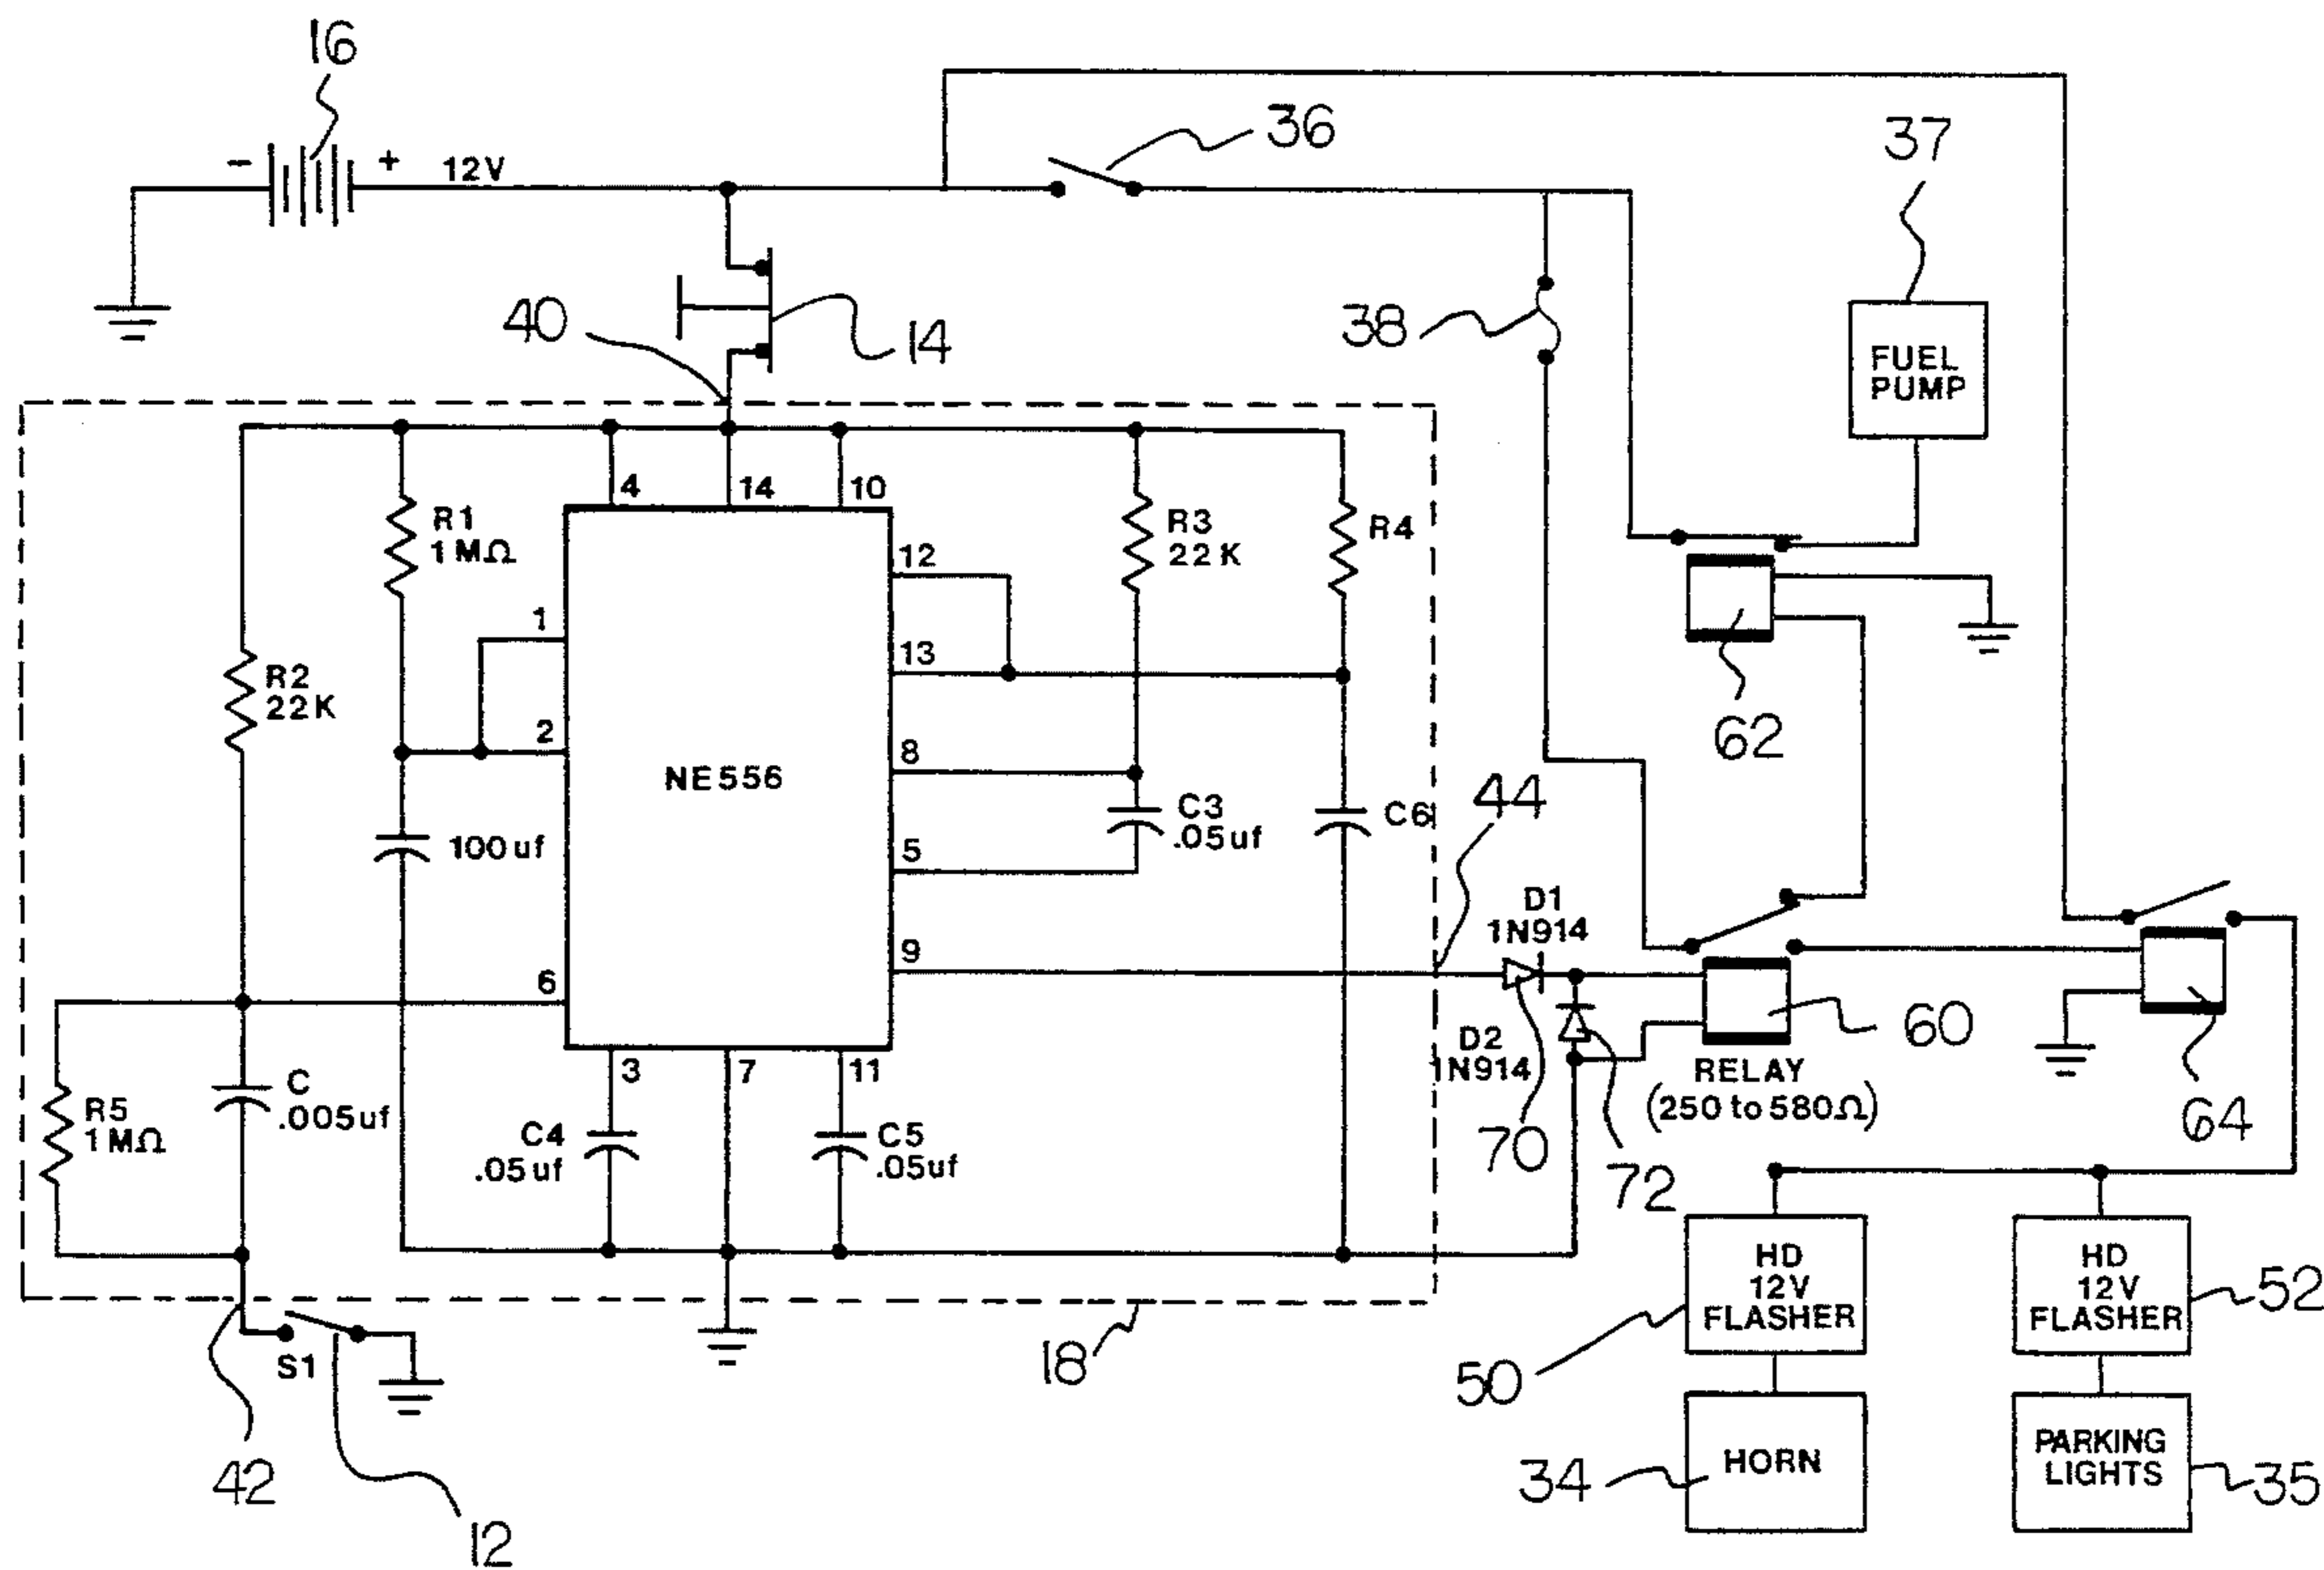 16
36
37
- + 12V
40
14
38
FUEL
PUMP
4 14 10
R1
1MΩ
R3
22K
R4
12
1
13
R2
22K
62
2
8
NE556
44
C3
.05uf
C6
100uf
5
D1
1N914
9
6
60
D2
1N914
3 7 11
RELAY
(250 to 580Ω)
C
.005uf
R5
1MΩ
C4
.05uf
C5
.05uf
70
64
72
HD
12V
FLASHER
HD
12V
FLASHER
52
S1
18
50
HORN
PARKING
LIGHTS
42
34
35
12